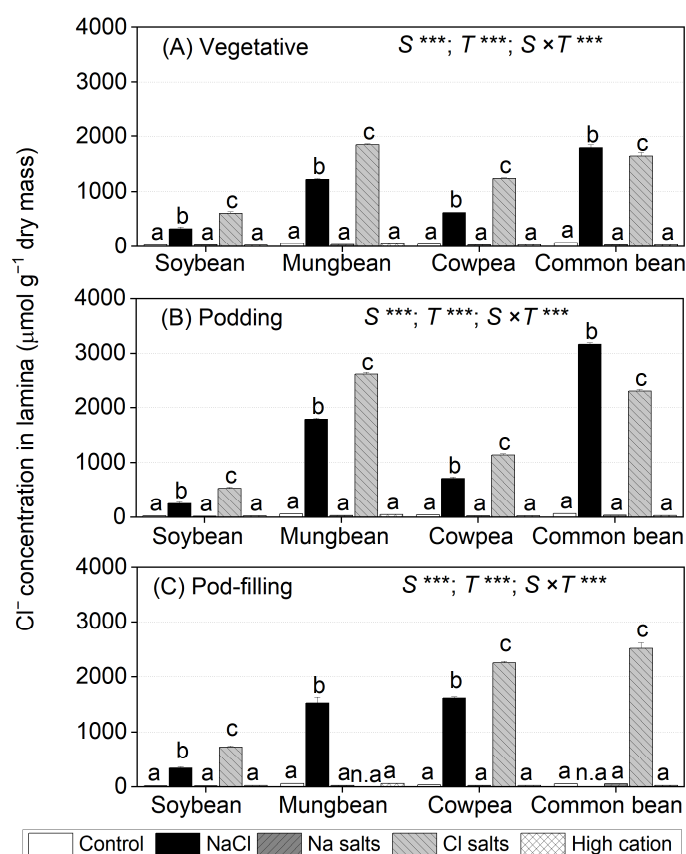 Cl⁻ concentration in lamina (μmol g⁻¹ dry mass)
(A) Vegetative S ***; T ***; S × T ***
4000
3000
2000
1000
0
a b a c a a b a c a a b a c a a b a c a
Soybean Mungbean Cowpea Common bean
(B) Podding S ***; T ***; S × T ***
4000
3000
2000
1000
0
a b a c a a b a c a a b a c a a b a c a
Soybean Mungbean Cowpea Common bean
(C) Pod-filling S ***; T ***; S × T ***
4000
3000
2000
1000
0
a b a c a a b a n.a a a b a c a a n.a a c a
Soybean Mungbean Cowpea Common bean
Control NaCl Na salts Cl salts High cation